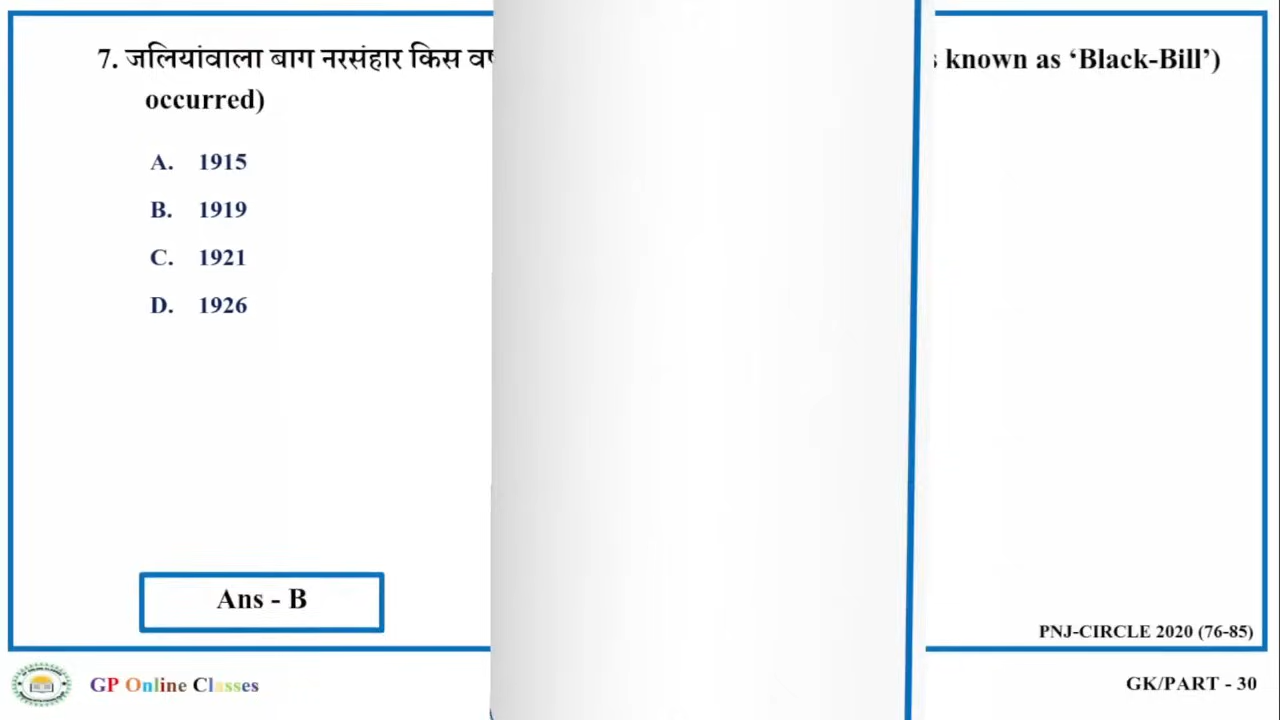 7. जलियांवाला बाग नरसंहार किस
known as ‘Black-Bill’)
occurred)
A. 1915
B. 1919
C. 1921
D. 1926
Ans - B
PNJ-CIRCLE 2020 (76-85)
GP Online Classes
GK/PART - 30